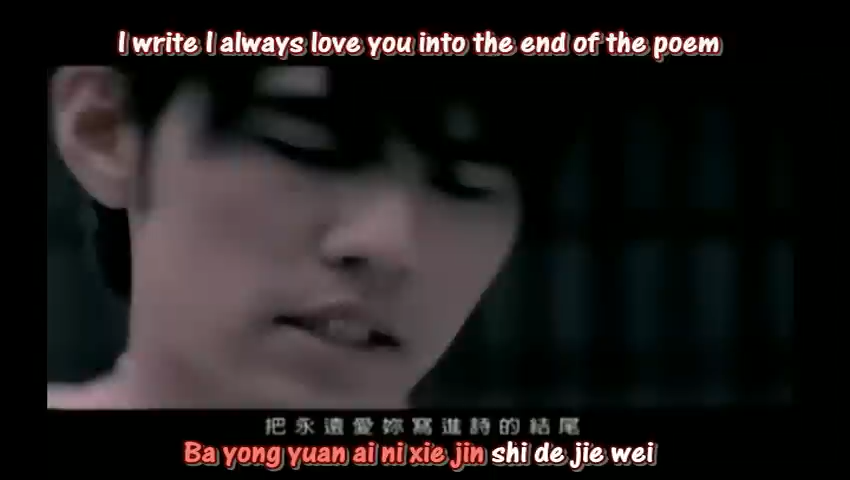 I write I always love you into the end of the poem
把永遠愛妳寫進詩的結尾
Ba yong yuan ai ni xie jin shi de jie wei